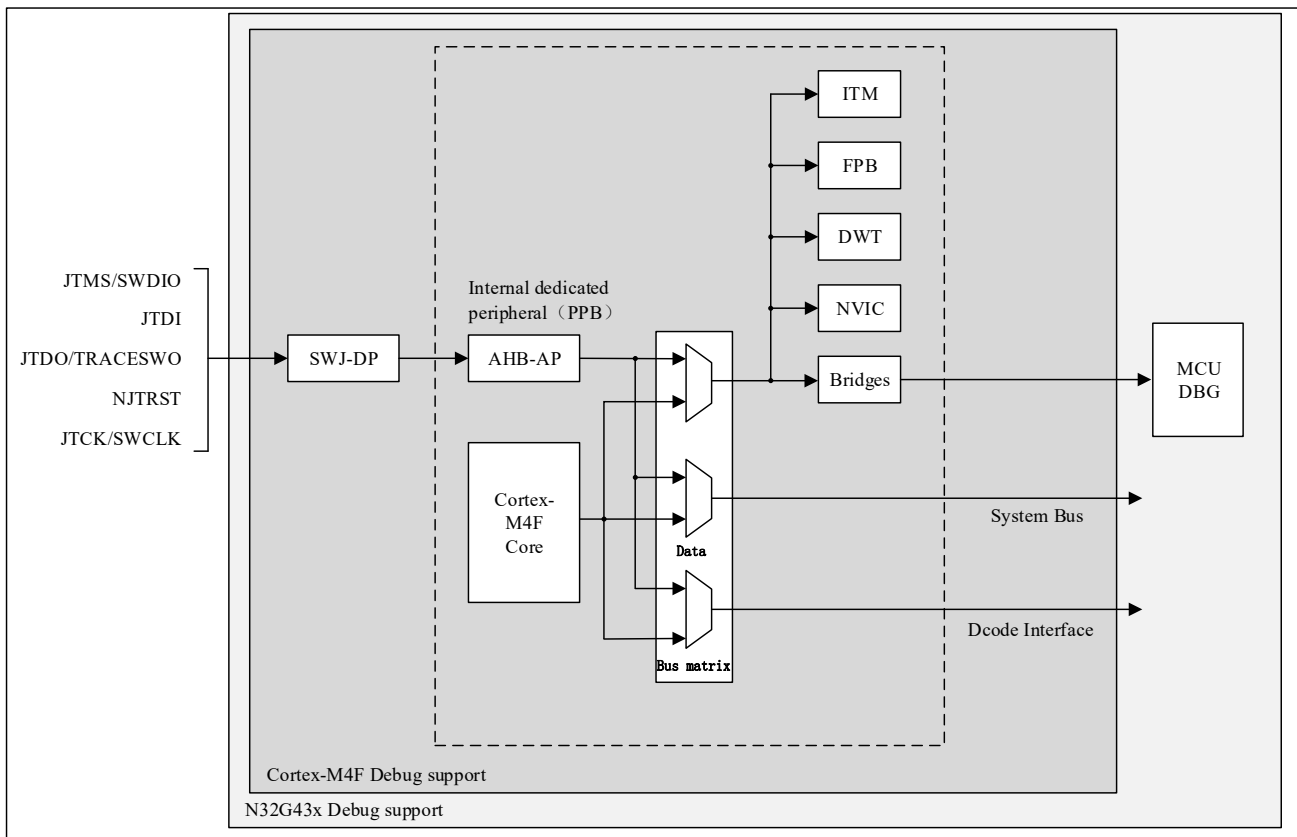 ITM
FPB
DWT
NVIC
Bridges
JTMS/SWDIO
JTDI
JTDO/TRACESWO
NJTRST
JTCK/SWCLK
SWJ-DP
Internal dedicated
peripheral（PPB）
AHB-AP
Cortex-
M4F
Core
Data
Bus matrix
MCU
DBG
System Bus
Dcode Interface
Cortex-M4F Debug support
N32G43x Debug support